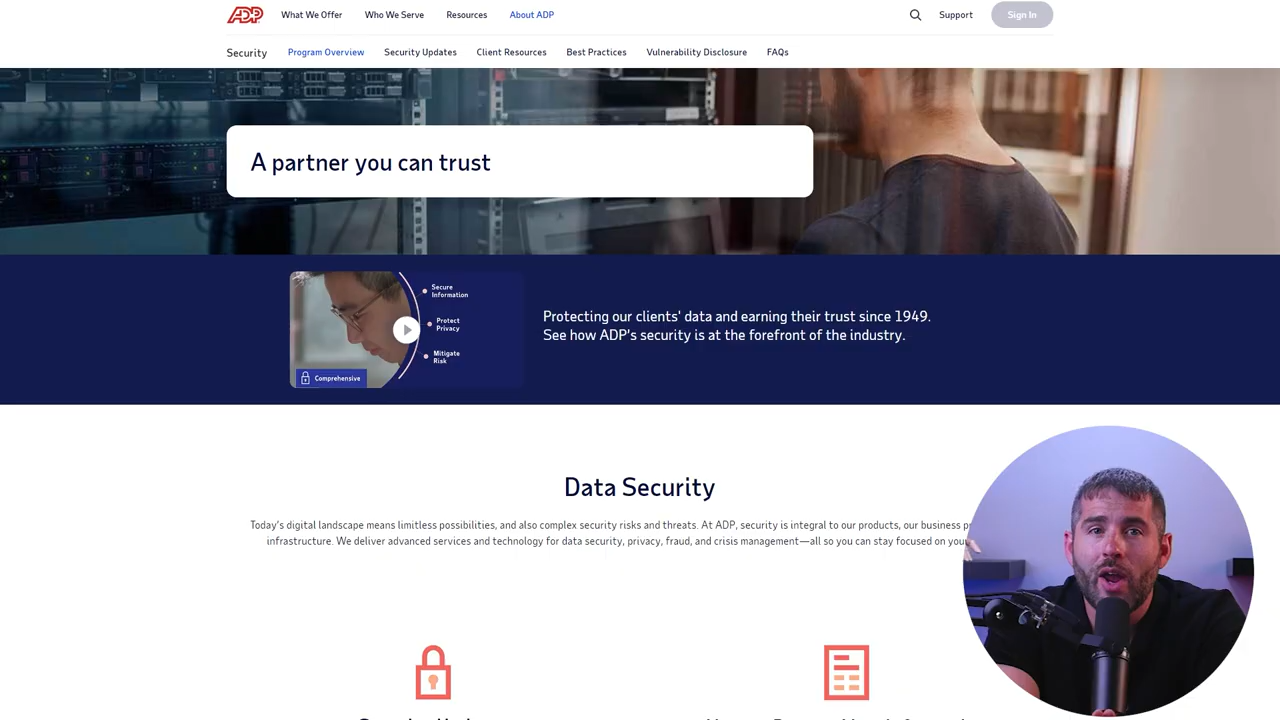 ADP
What We Offer
Who We Serve
Resources
About ADP
Support
Sign In
Security
Program Overview
Security Updates
Client Resources
Best Practices
Vulnerability Disclosure
FAQs
A partner you can trust
Secure
Information
Protect
Privacy
Mitigate
Risk
Comprehensive
Protecting our clients' data and earning their trust since 1949.
See how ADP's security is at the forefront of the industry.
Data Security
Today's digital landscape means limitless possibilities, and also complex security risks and threats. At ADP, security is integral to our products, our business
infrastructure. We deliver advanced services and technology for data security, privacy, fraud, and crisis management—all so you can stay focused on your